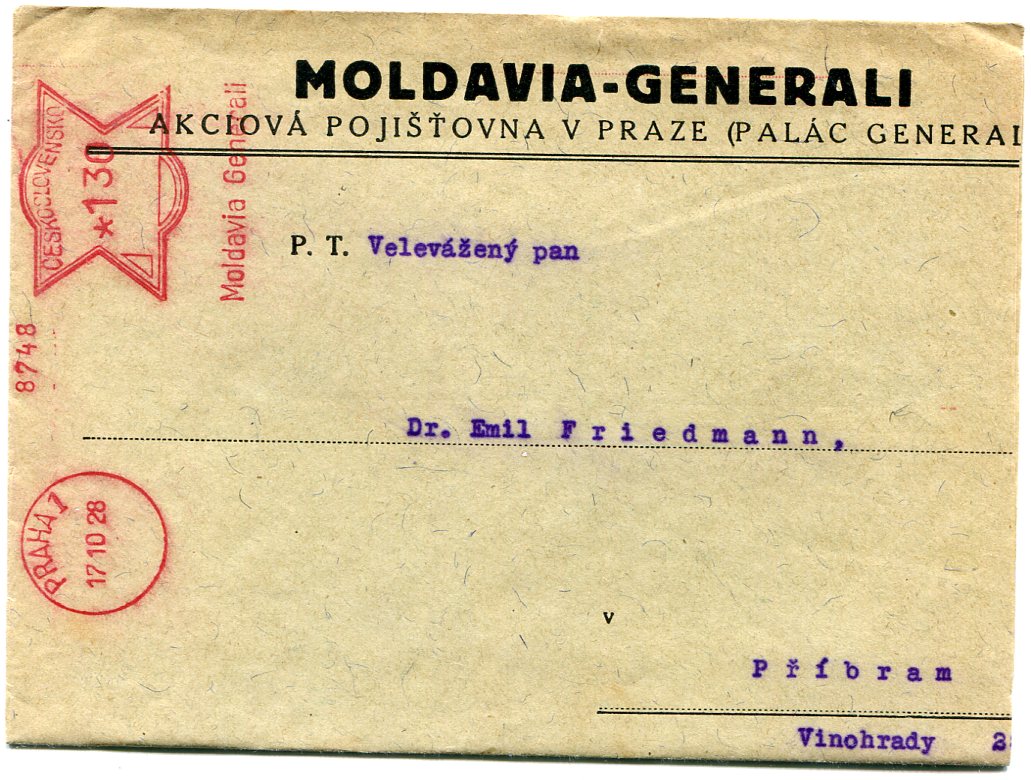 MOLDAVIA-GENERALI
AKCIOVÁ POJIŠŤOVNA V PRAZE (PALÁC GENERAL
ČESKOSLOVENSKO
*130
Moldavia Generali
8748
P. T. Velevážený pan
Dr. Emil Friedmann,
PRAHA 1
17 10 28
v
Příbram
Vinohrady